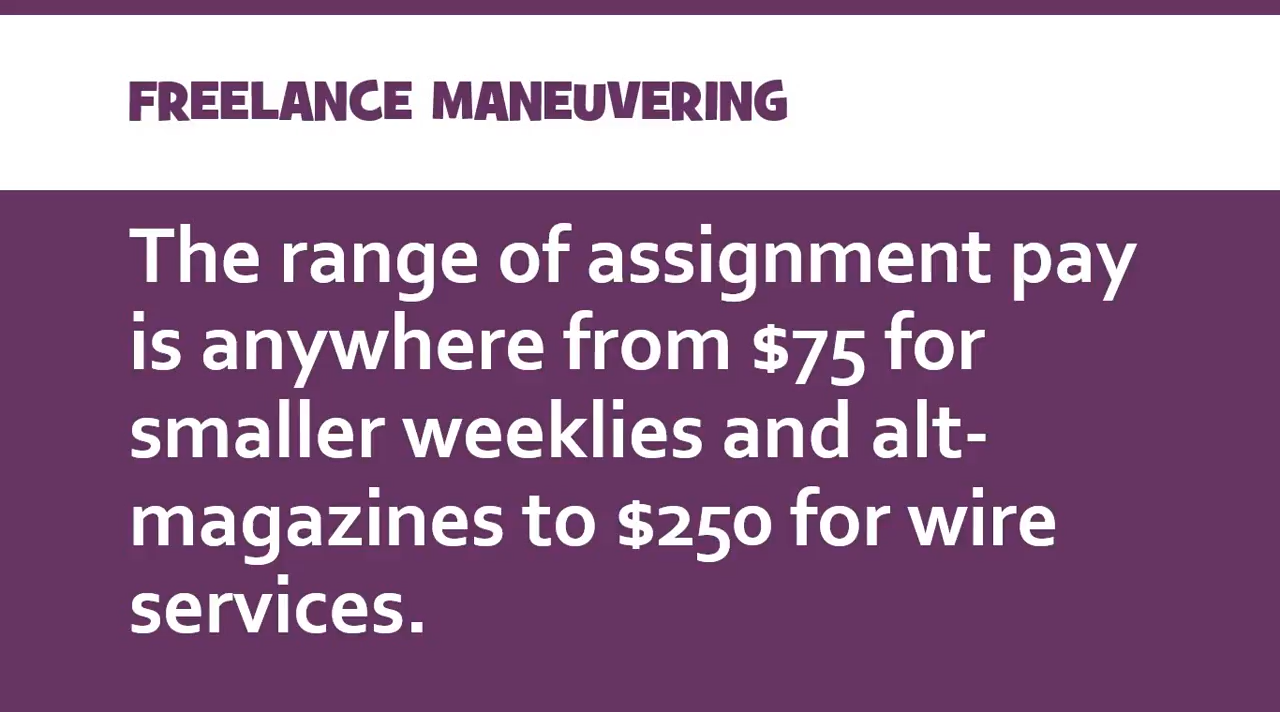 FREELANCE MANEUVERING
The range of assignment pay
is anywhere from $75 for
smaller weeklies and alt-
magazines to $250 for wire
services.